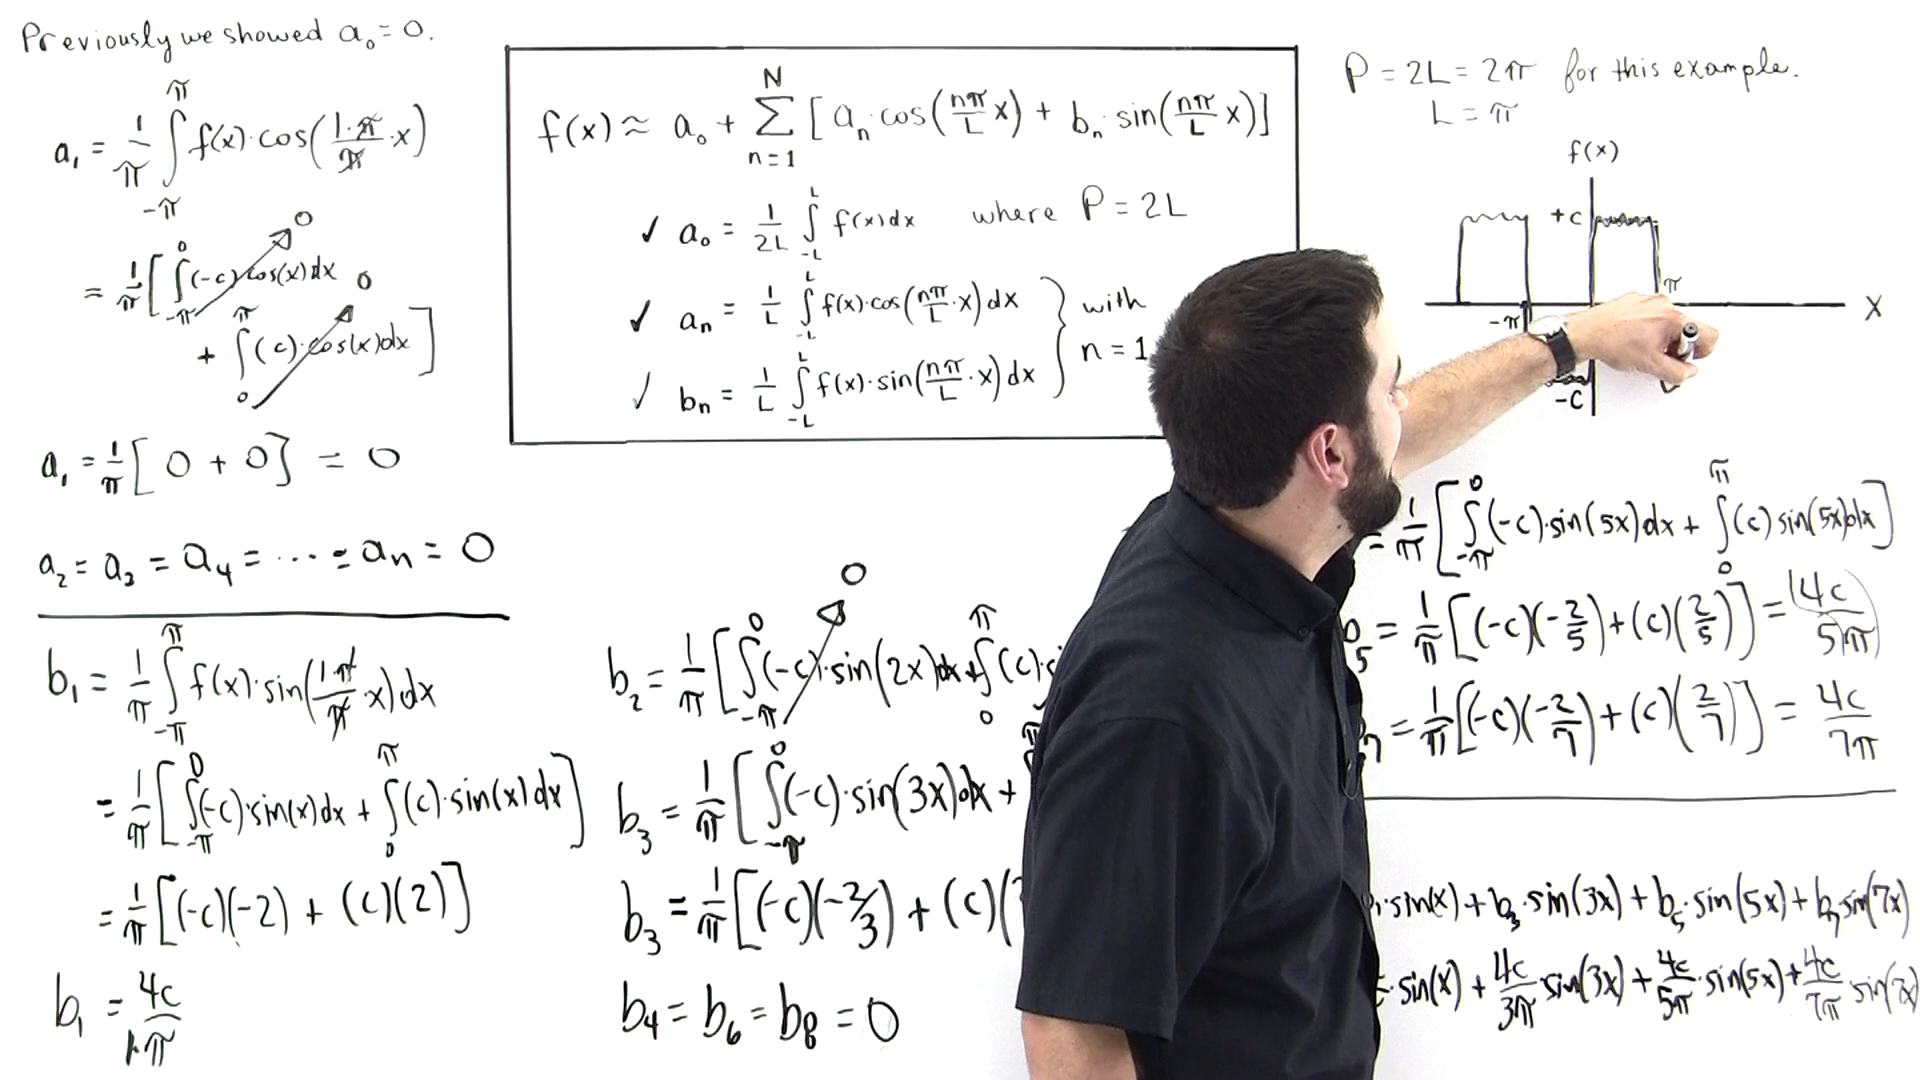 Previously we showed a₀ = 0.
a₁ = 1/π ∫_{-π}^{π} f(x)·cos(1·π/π ·x)
= 1/π [ ∫_{-π}^{0} (-c)·cos(x)dx → 0
+ ∫_{0}^{π} (c)·cos(x)dx ] → 0
a₁ = 1/π [ 0 + 0 ] = 0
a₂ = a₃ = a₄ = ... = aₙ = 0
b₁ = 1/π ∫_{-π}^{π} f(x)·sin(1·π/π ·x)dx
= 1/π [ ∫_{-π}^{0} (-c)·sin(x)dx + ∫_{0}^{π} (c)·sin(x)dx ]
= 1/π [(-c)(-2) + (c)(2)]
b₁ = 4c/1π
f(x) ≈ a₀ + Σ_{n=1}^{N} [ aₙ·cos(nπ/L x) + bₙ·sin(nπ/L x) ]
✓ a₀ = 1/2L ∫_{-L}^{L} f(x)dx where P = 2L
✓ aₙ = 1/L ∫_{-L}^{L} f(x)·cos(nπ/L ·x)dx } with
✓ bₙ = 1/L ∫_{-L}^{L} f(x)·sin(nπ/L ·x)dx n = 1
b₂ = 1/π [ ∫_{-π}^{0} (-c)·sin(2x)dx + ∫_{0}^{π} (c)· → 0
b₃ = 1/π [ ∫_{-π}^{0} (-c)·sin(3x)dx +
b₃ = 1/π [(-c)(-2/3) + (c)(
b₄ = b₆ = b₈ = 0
P = 2L = 2π for this example.
L = π
f(x)
+c
π
-π
X
-c
= 1/π [ ∫_{-π}^{0} (-c)·sin(5x)dx + ∫_{0}^{π} (c) sin(5x)dx ]
b₅ = 1/π [(-c)(-2/5) + (c)(2/5)] = 4c/5π
7 = 1/π [(-c)(-2/7) + (c)(2/7)] = 4c/7π
·sin(x) + b₃·sin(3x) + b₅·sin(5x) + b₇ sin(7x)
·sin(x) + 4c/3π sin(3x) + 4c/5π ·sin(5x) + 4c/7π sin(7x)